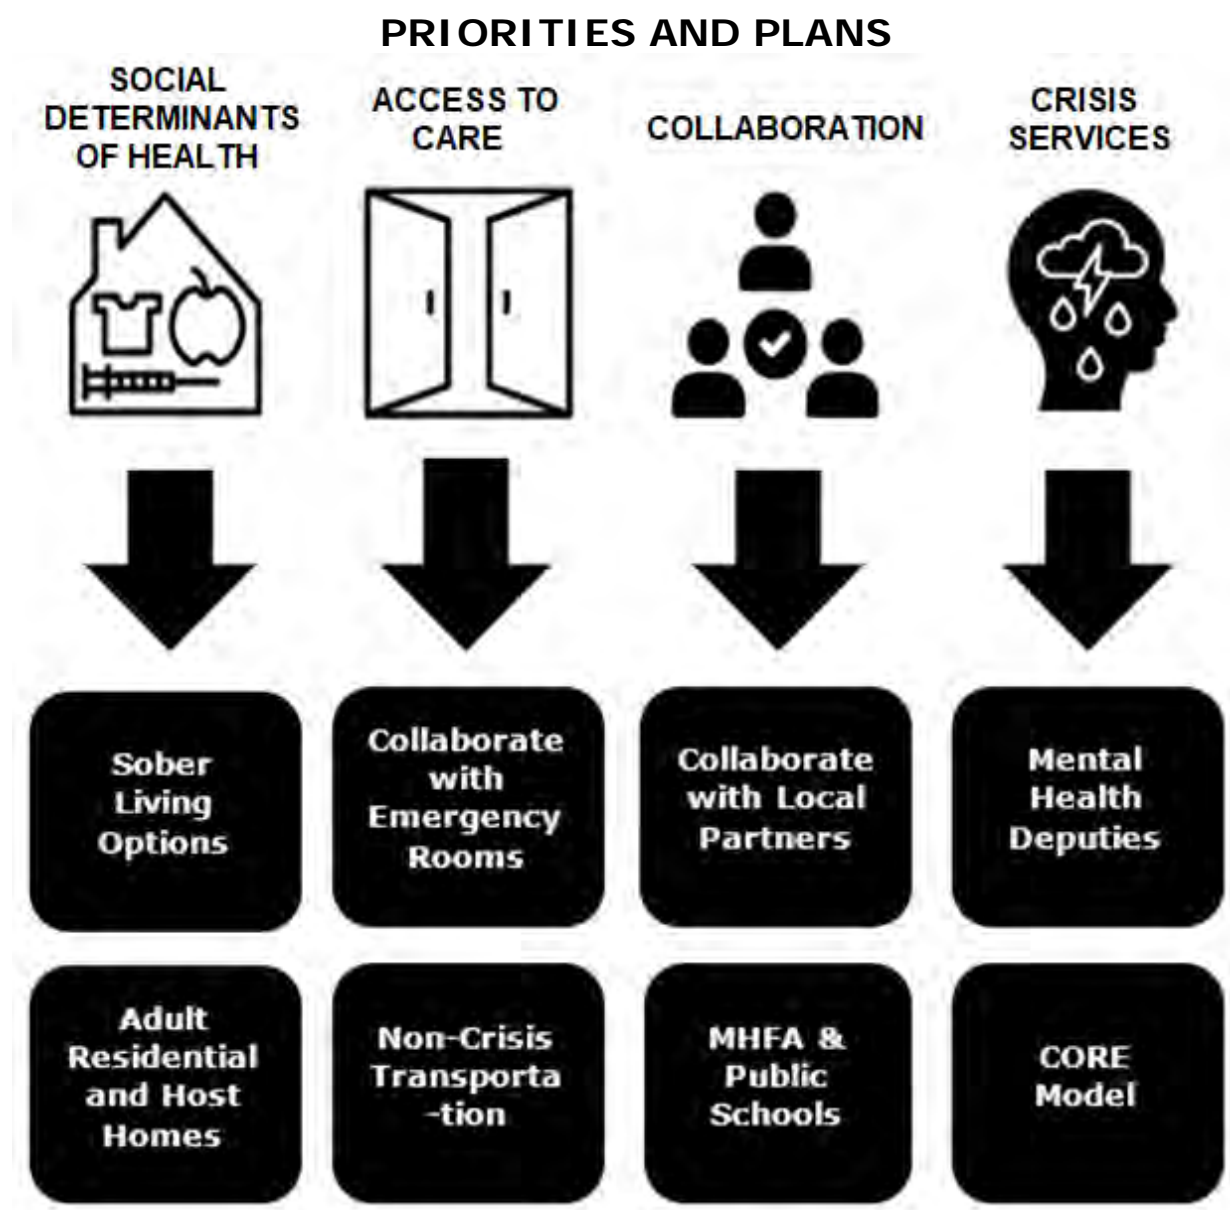 PRIORITIES AND PLANS
SOCIAL
DETERMINANTS
OF HEALTH
ACCESS TO
CARE
COLLABORATION
CRISIS
SERVICES
Sober
Living
Options
Collaborate
with
Emergency
Rooms
Collaborate
with Local
Partners
Mental
Health
Deputies
Adult
Residential
and Host
Homes
Non-Crisis
Transporta
-tion
MHFA &
Public
Schools
CORE
Model